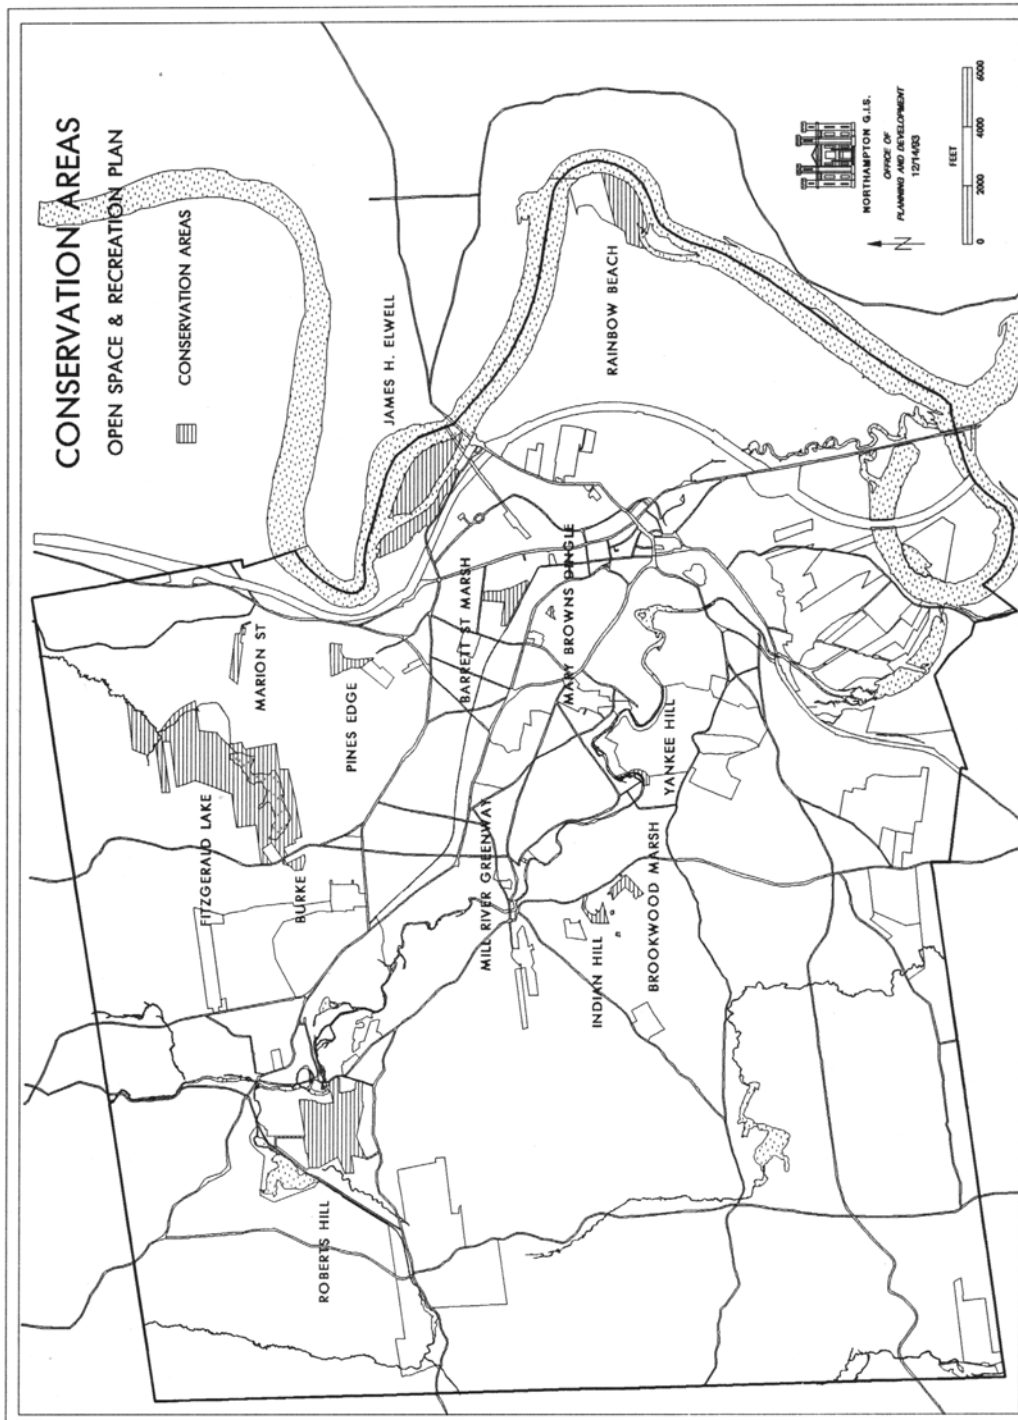 CONSERVATION AREAS
OPEN SPACE & RECREATION PLAN
CONSERVATION AREAS
JAMES H. ELWELL
RAINBOW BEACH
MARION ST
PINES EDGE
BARRETT ST MARSH
MARY BROWNS DINGLE
FITZGERALD LAKE
BURKE
MILL RIVER GREENWAY
YANKEE HILL
BROOKWOOD MARSH
INDIAN HILL
ROBERTS HILL
NORTHAMPTON G.I.S.
OFFICE OF
PLANNING AND DEVELOPMENT
12/14/93
N
FEET
0 2000 4000 6000